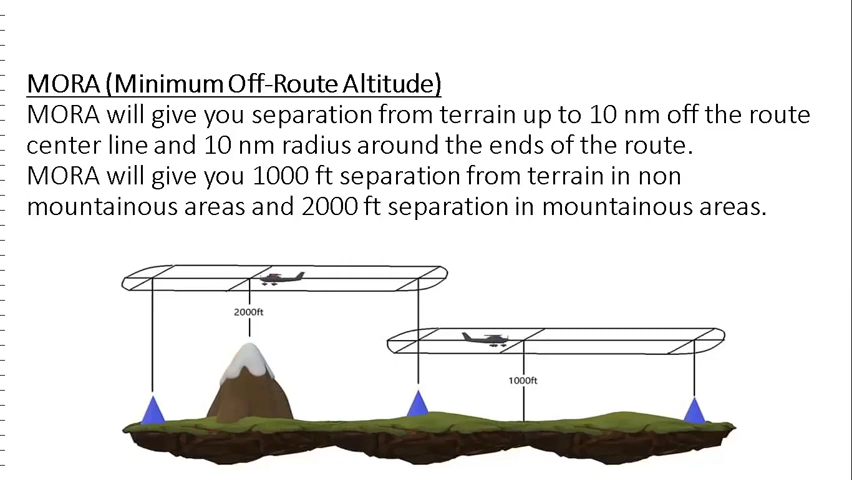 MORA (Minimum Off-Route Altitude)
MORA will give you separation from terrain up to 10 nm off the route
center line and 10 nm radius around the ends of the route.
MORA will give you 1000 ft separation from terrain in non
mountainous areas and 2000 ft separation in mountainous areas.
2000ft
1000ft